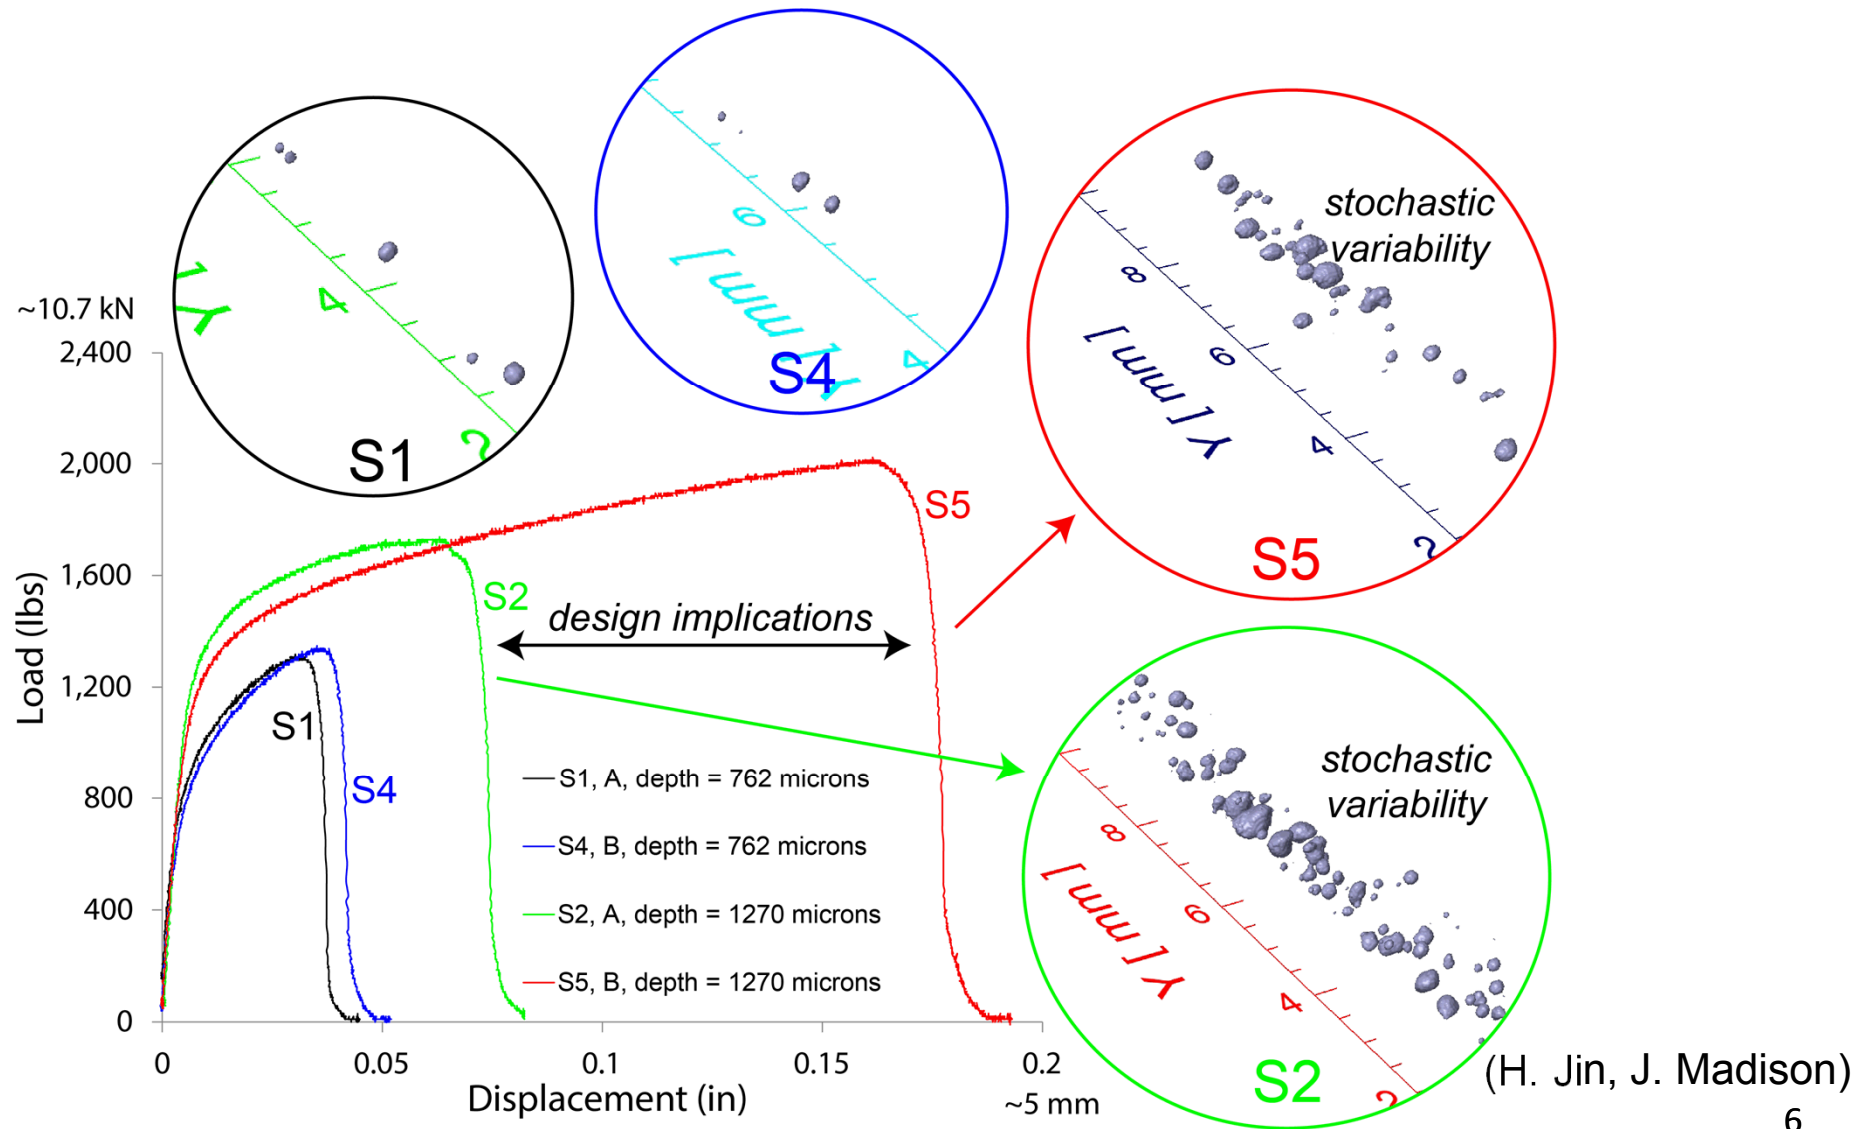 ~10.7 kN
2,400
2,000
1,600
1,200
800
400
0
Load (lbs)
0
0.05
0.1
0.15
0.2
~5 mm
Displacement (in)
Y
1
4
2
S1
6
Y [mm]
4
S4
stochastic
variability
8
6
4
2
Y [mm]
S5
S5
S2
design implications
S1
S4
S1, A, depth = 762 microns
S4, B, depth = 762 microns
S2, A, depth = 1270 microns
S5, B, depth = 1270 microns
stochastic
variability
8
6
4
2
Y [mm]
S2
(H. Jin, J. Madison)
6